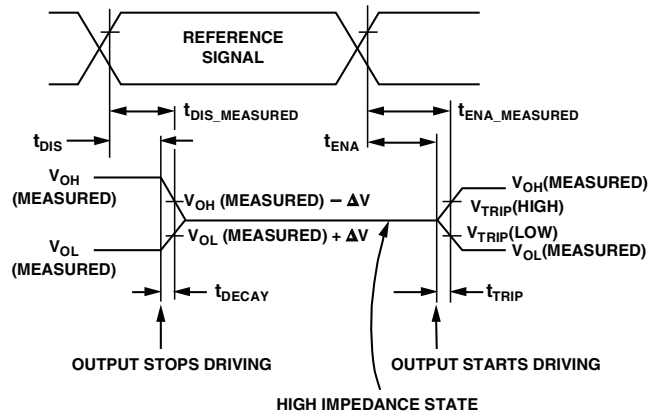 REFERENCE
SIGNAL
tDIS_MEASURED
tENA_MEASURED
tDIS
tENA
VOH
(MEASURED)
VOH (MEASURED) – ΔV
VOH(MEASURED)
VTRIP(HIGH)
VOL (MEASURED) + ΔV
VTRIP(LOW)
VOL
(MEASURED)
VOL(MEASURED)
tDECAY
tTRIP
OUTPUT STOPS DRIVING
OUTPUT STARTS DRIVING
HIGH IMPEDANCE STATE